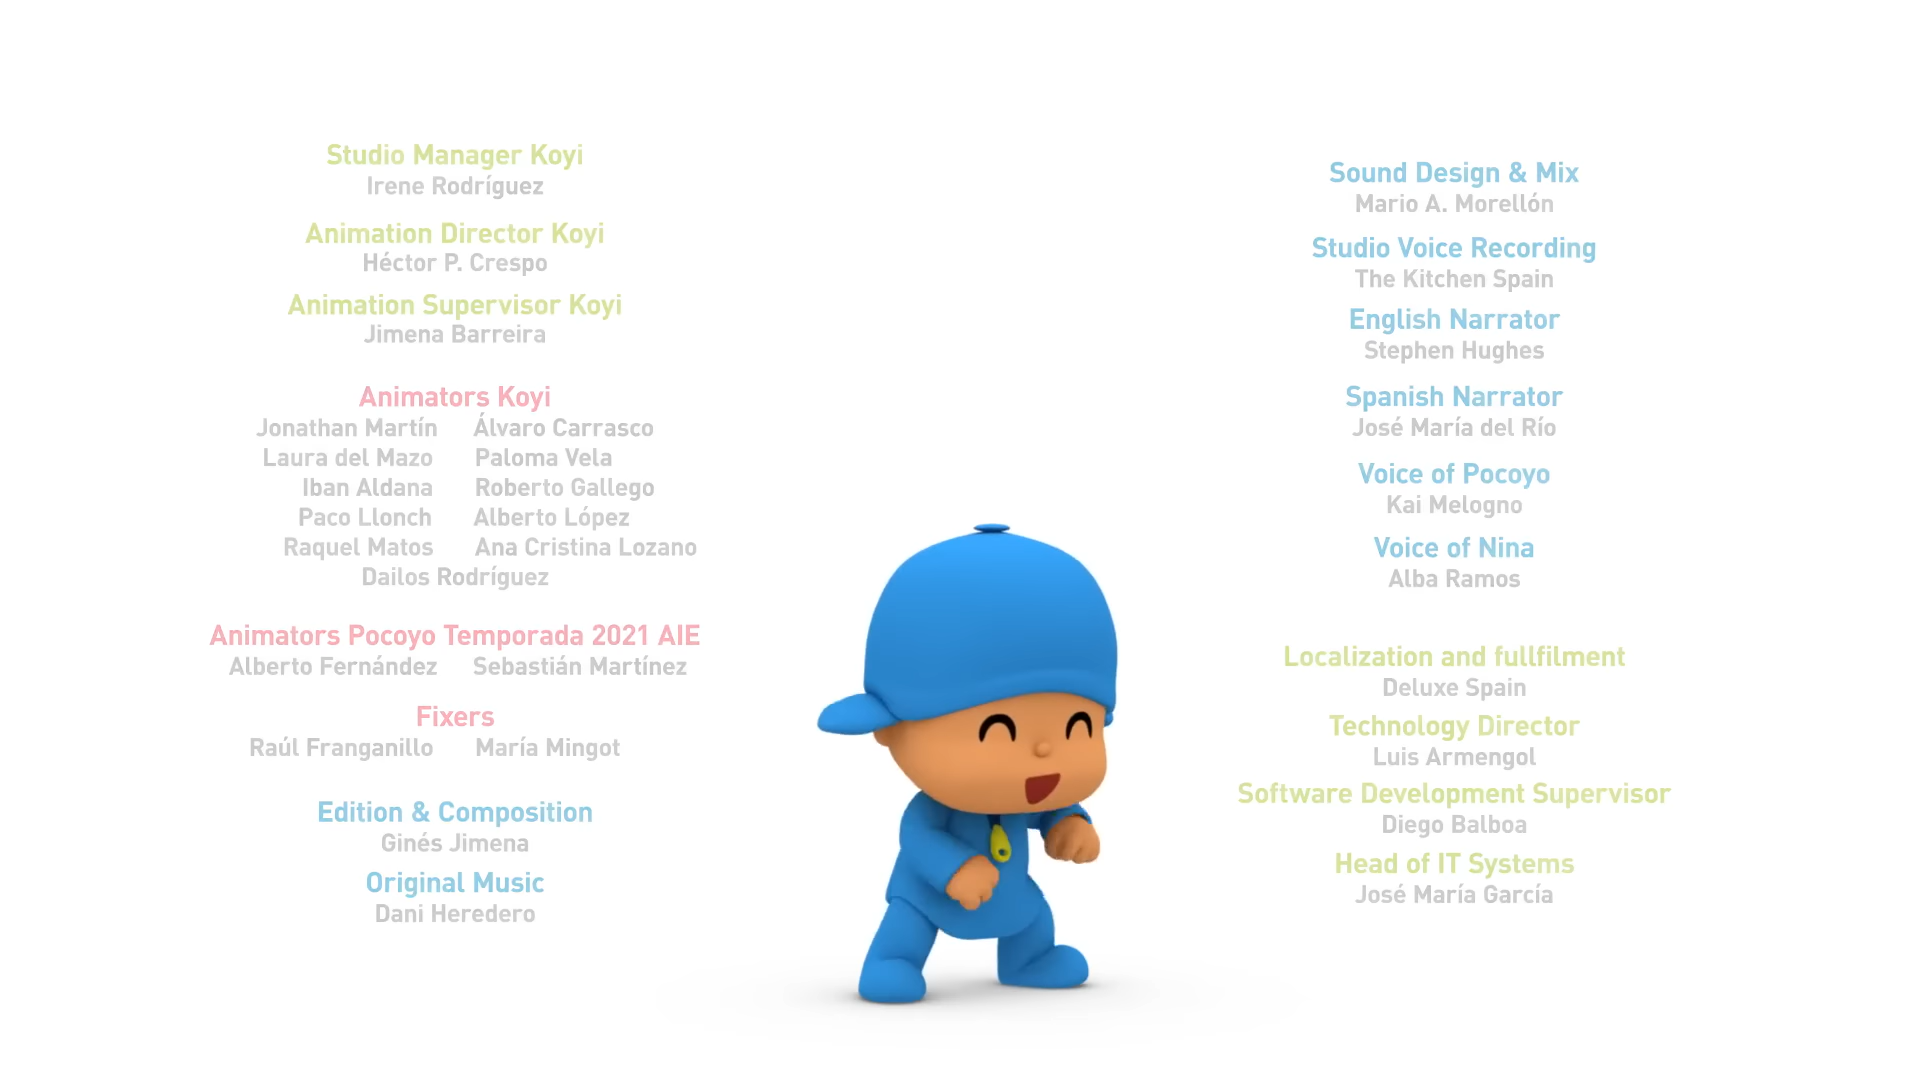 Studio Manager Koyi
Irene Rodríguez
Animation Director Koyi
Héctor P. Crespo
Animation Supervisor Koyi
Jimena Barreira
Animators Koyi
Jonathan Martín Álvaro Carrasco
Laura del Mazo Paloma Vela
Iban Aldana Roberto Gallego
Paco Llonch Alberto López
Raquel Matos Ana Cristina Lozano
Dailos Rodríguez
Animators Pocoyo Temporada 2021 AIE
Alberto Fernández Sebastián Martínez
Fixers
Raúl Franganillo María Mingot
Edition & Composition
Ginés Jimena
Original Music
Dani Heredero
Sound Design & Mix
Mario A. Morellón
Studio Voice Recording
The Kitchen Spain
English Narrator
Stephen Hughes
Spanish Narrator
José María del Río
Voice of Pocoyo
Kai Melogno
Voice of Nina
Alba Ramos
Localization and fullfilment
Deluxe Spain
Technology Director
Luis Armengol
Software Development Supervisor
Diego Balboa
Head of IT Systems
José María García